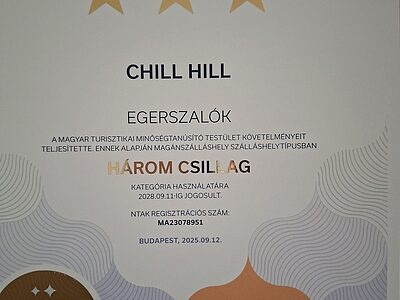 CHILL HILL
EGERSZALÓK
A MAGYAR TURISZTIKAI MINŐSÉGTANÚSÍTÓ TESTÜLET KÖVETELMÉNYEIT
TELJESÍTETTE. ENNEK ALAPJÁN MAGÁNSZÁLLÁSHELY SZÁLLÁSHELYTÍPUSBAN
HÁROM CSILLAG
KATEGÓRIA HASZNÁLATÁRA
2028.09.11-IG JOGOSULT.
NTAK REGISZTRÁCIÓS SZÁM:
MA23078951
BUDAPEST, 2025.09.12.